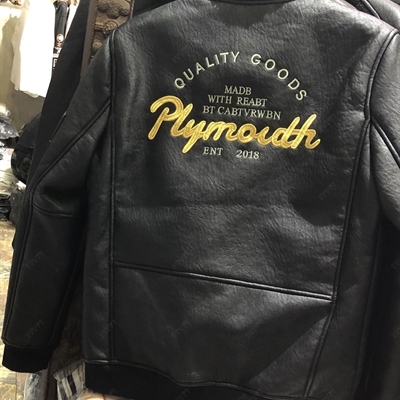 QUALITY GOODS
MADB
WITH REABT
BT CABTVRWBN
Plymouth
ENT 2018